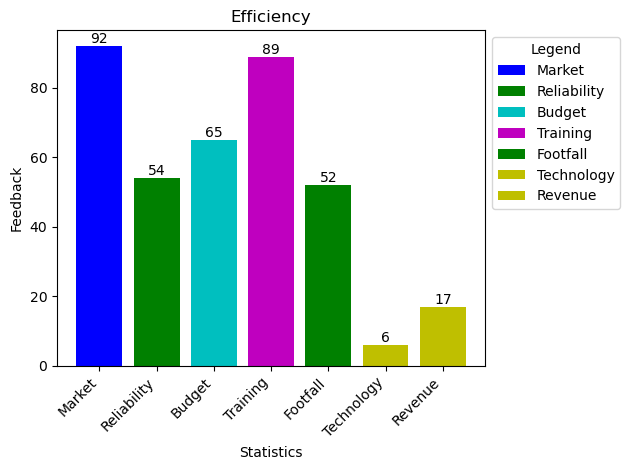 Efficiency
92
54
65
89
52
6
17
80
60
40
20
0
Feedback
Market
Reliability
Budget
Training
Footfall
Technology
Revenue
Statistics
Legend
Market
Reliability
Budget
Training
Footfall
Technology
Revenue